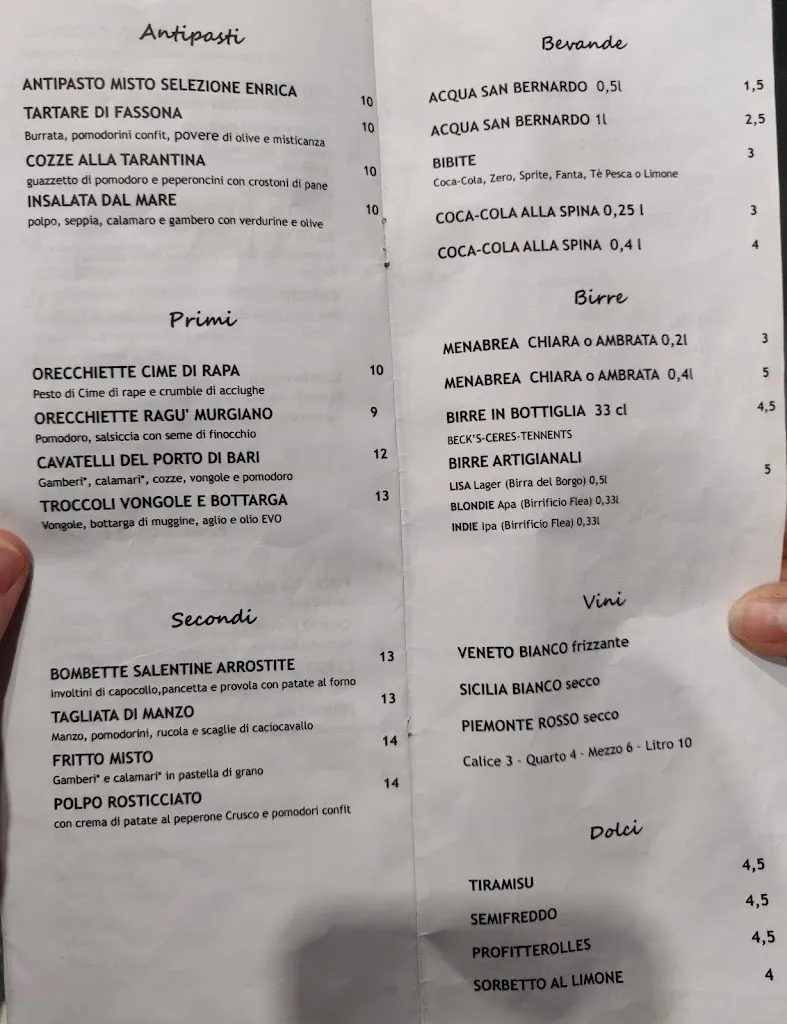 Antipasti
ANTIPASTO MISTO SELEZIONE ENRICA 10
TARTARE DI FASSONA 10
Burrata, pomodorini confit, povere di olive e misticanza
COZZE ALLA TARANTINA 10
guazzetto di pomodoro e peperoncini con crostoni di pane
INSALATA DAL MARE 10
polpo, seppia, calamaro e gambero con verdurine e olive
Primi
ORECCHIETTE CIME DI RAPA 10
Pesto di Cime di rape e crumble di acciughe
ORECCHIETTE RAGU' MURGIANO 9
Pomodoro, salsiccia con seme di finocchio
CAVATELLI DEL PORTO DI BARI 12
Gamberi*, calamari*, cozze, vongole e pomodoro
TROCCOLI VONGOLE E BOTTARGA 13
Vongole, bottarga di muggine, aglio e olio EVO
Secondi
BOMBETTE SALENTINE ARROSTITE 13
involtini di capocollo,pancetta e provola con patate al forno
TAGLIATA DI MANZO 13
Manzo, pomodorini, rucola e scaglie di caciocavallo
FRITTO MISTO 14
Gamberi* e calamari* in pastella di grano
POLPO ROSTICCIATO 14
con crema di patate al peperone Crusco e pomodori confit
Bevande
ACQUA SAN BERNARDO 0,5l 1,5
ACQUA SAN BERNARDO 1l 2,5
BIBITE 3
Coca-Cola, Zero, Sprite, Fanta, Tè Pesca o Limone
COCA-COLA ALLA SPINA 0,25 l 3
COCA-COLA ALLA SPINA 0,4 l 4
Birre
MENABREA CHIARA o AMBRATA 0,2l 3
MENABREA CHIARA o AMBRATA 0,4l 5
BIRRE IN BOTTIGLIA 33 cl 4,5
BECK'S-CERES-TENNENTS
BIRRE ARTIGIANALI 5
LISA Lager (Birra del Borgo) 0,5l
BLONDIE Apa (Birrificio Flea) 0,33l
INDIE Ipa (Birrificio Flea) 0,33l
Vini
VENETO BIANCO frizzante
SICILIA BIANCO secco
PIEMONTE ROSSO secco
Calice 3 - Quarto 4 - Mezzo 6 - Litro 10
Dolci
TIRAMISU 4,5
SEMIFREDDO 4,5
PROFITTEROLLES 4,5
SORBETTO AL LIMONE 4